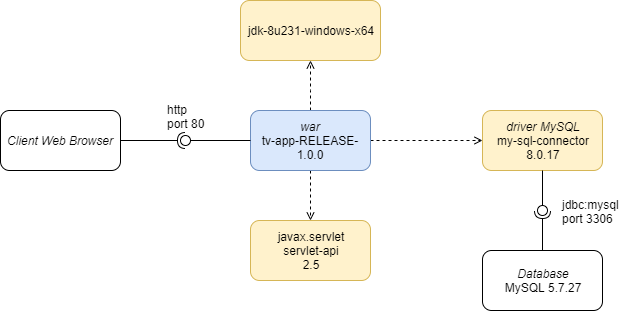 jdk-8u231-windows-x64
http
port 80
Client Web Browser
war
tv-app-RELEASE-
1.0.0
driver MySQL
my-sql-connector
8.0.17
jdbc:mysql
port 3306
javax.servlet
servlet-api
2.5
Database
MySQL 5.7.27